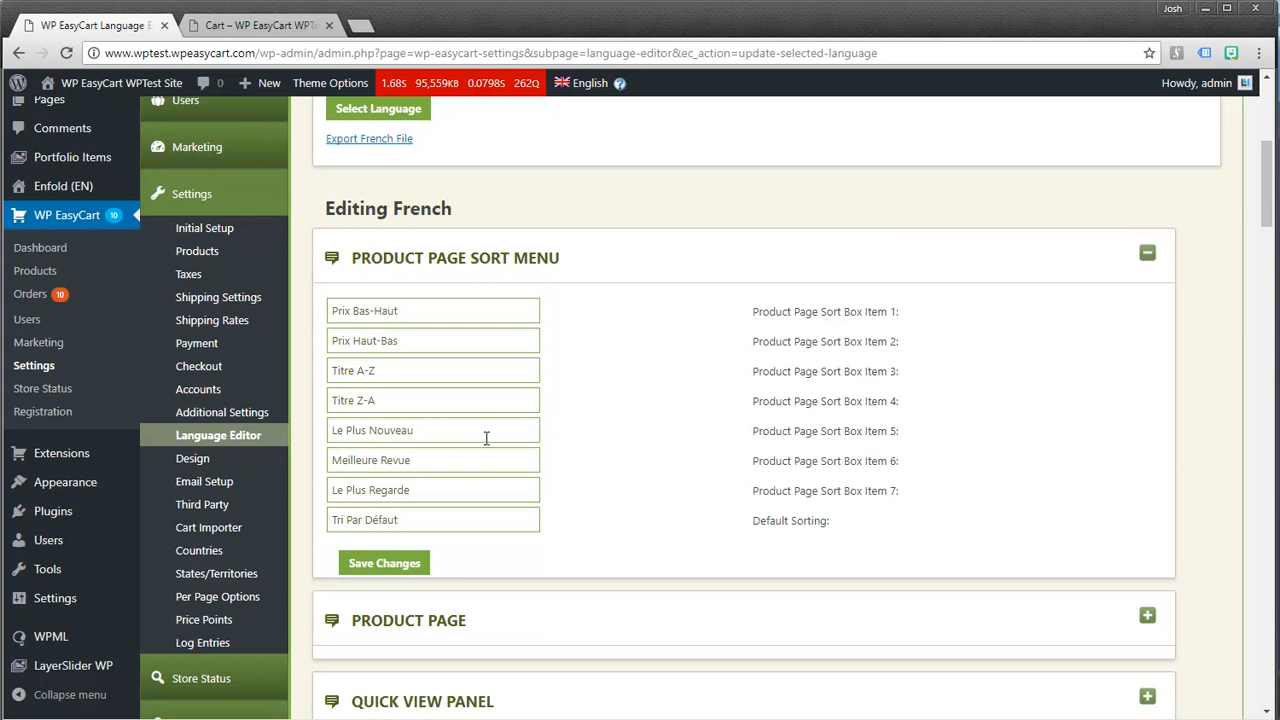 Josh
WP EasyCart Language E
Cart – WP EasyCart WPTe
www.wptest.wpeasycart.com/wp-admin/admin.php?page=wp-easycart-settings&subpage=language-editor&ec_action=update-selected-language
WP EasyCart WPTest Site
0
New
Theme Options
1.68S 95,559KB 0.0798S 262Q
English
Howdy, admin
Pages
Comments
Portfolio Items
Enfold (EN)
WP EasyCart 10
Dashboard
Products
Orders 10
Users
Marketing
Settings
Store Status
Registration
Extensions
Appearance
Plugins
Users
Tools
Settings
WPML
LayerSlider WP
Collapse menu
Users
Marketing
Settings
Initial Setup
Products
Taxes
Shipping Settings
Shipping Rates
Payment
Checkout
Accounts
Additional Settings
Language Editor
Design
Email Setup
Third Party
Cart Importer
Countries
States/Territories
Per Page Options
Price Points
Log Entries
Store Status
Select Language
Export French File
Editing French
PRODUCT PAGE SORT MENU
Prix Bas-Haut Product Page Sort Box Item 1:
Prix Haut-Bas Product Page Sort Box Item 2:
Titre A-Z Product Page Sort Box Item 3:
Titre Z-A Product Page Sort Box Item 4:
Le Plus Nouveau Product Page Sort Box Item 5:
Meilleure Revue Product Page Sort Box Item 6:
Le Plus Regarde Product Page Sort Box Item 7:
Tri Par Défaut Default Sorting:
Save Changes
PRODUCT PAGE
QUICK VIEW PANEL